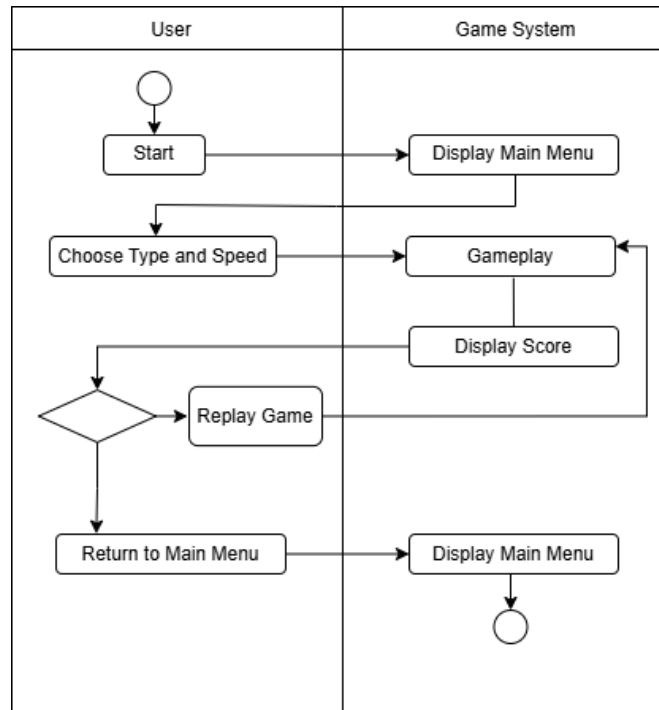 User
Game System
Start
Display Main Menu
Choose Type and Speed
Gameplay
Display Score
Replay Game
Return to Main Menu
Display Main Menu